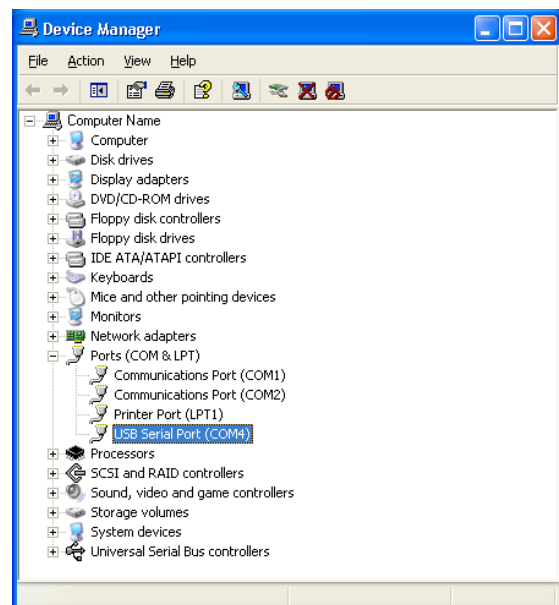 Device Manager
File Action View Help
Computer Name
Computer
Disk drives
Display adapters
DVD/CD-ROM drives
Floppy disk controllers
Floppy disk drives
IDE ATA/ATAPI controllers
Keyboards
Mice and other pointing devices
Monitors
Network adapters
Ports (COM & LPT)
Communications Port (COM1)
Communications Port (COM2)
Printer Port (LPT1)
USB Serial Port (COM4)
Processors
SCSI and RAID controllers
Sound, video and game controllers
Storage volumes
System devices
Universal Serial Bus controllers